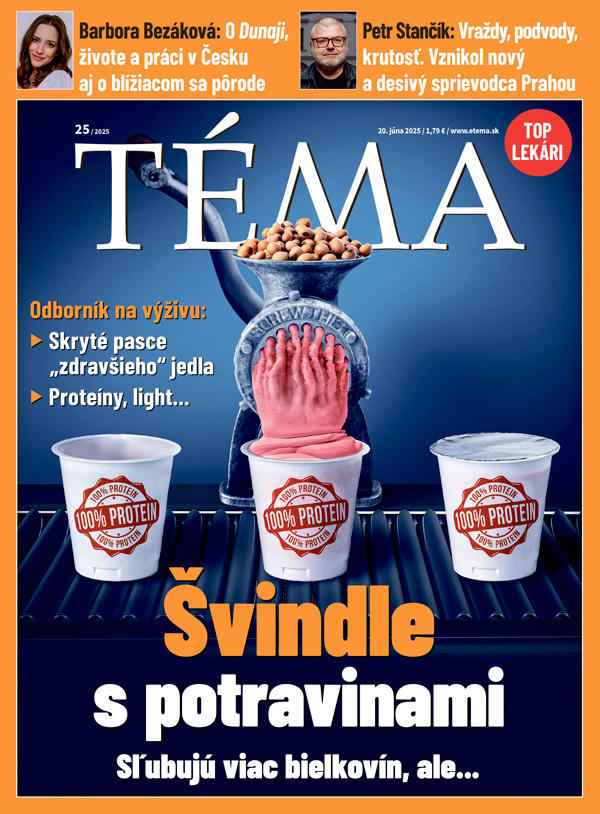 Barbora Bezáková: O Dunaji,
živote a práci v Česku
aj o blížiacom sa pôrode
Petr Stančík: Vraždy, podvody,
krutosť. Vznikol nový
a desivý sprievodca Prahou
25 / 2025
20. júna 2025 / 1,79 € / www.etema.sk
TOP
LEKÁRI
TÉMA
SCREW THIS
Odborník na výživu:
Skryté pasce
„zdravšieho“ jedla
Proteíny, light...
100% PROTEIN
100% PROTEIN
100% PROTEIN
100% PROTEIN
100% PROTEIN
100% PROTEIN
100% PROTEIN
100% PROTEIN
100% PROTEIN
Švindle
s potravinami
Sľubujú viac bielkovín, ale...